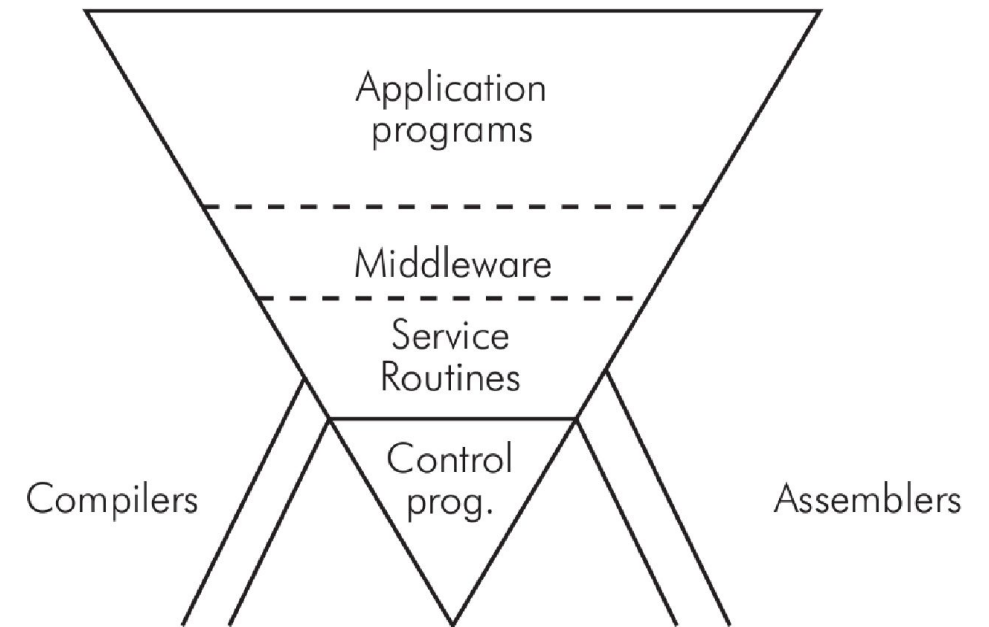 Application
programs
Middleware
Service
Routines
Control
prog.
Compilers
Assemblers